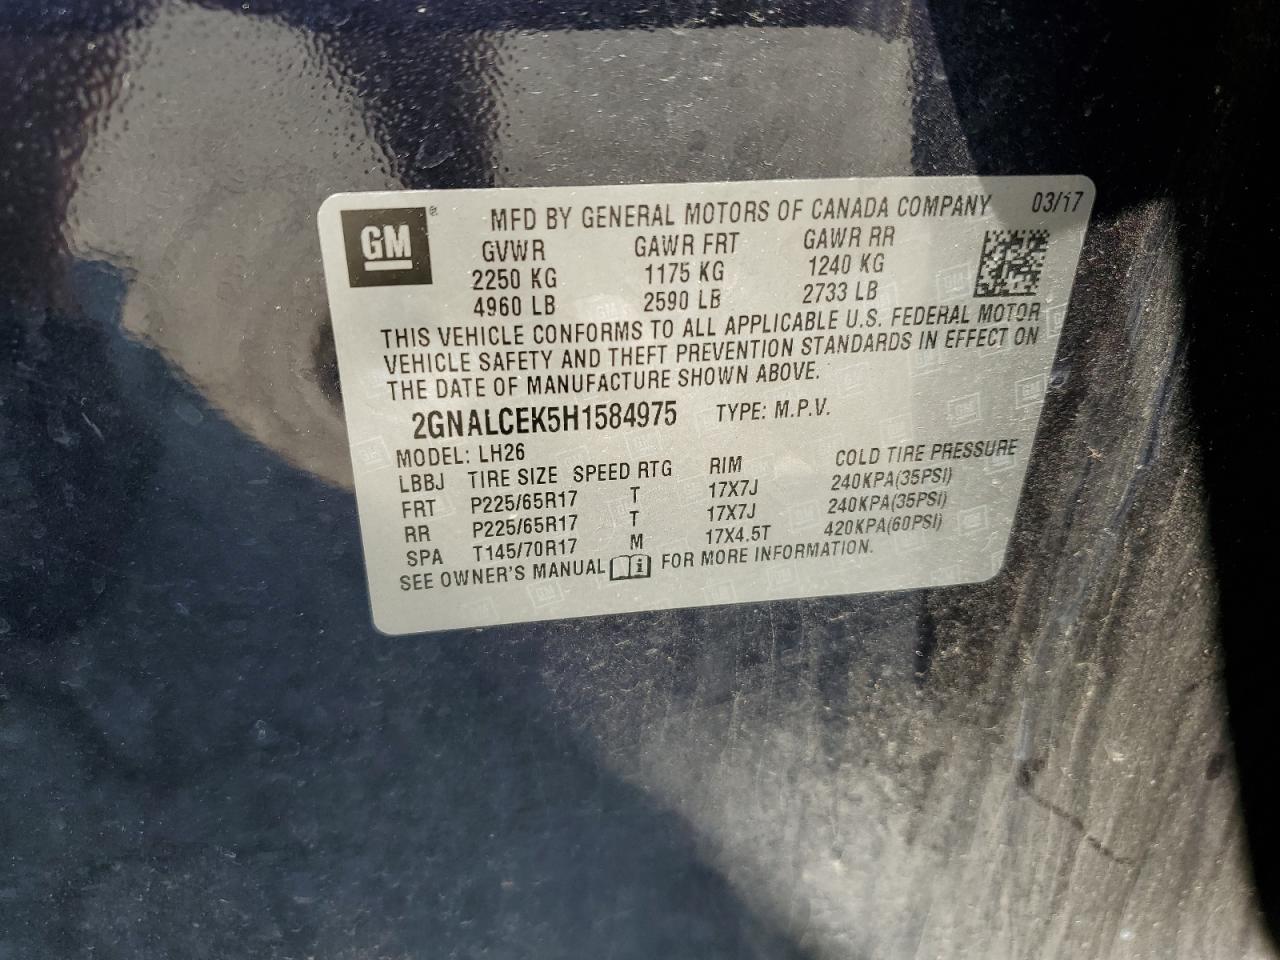 GM ®
MFD BY GENERAL MOTORS OF CANADA COMPANY 03/17
GVWR GAWR FRT GAWR RR
2250 KG 1175 KG 1240 KG
4960 LB 2590 LB 2733 LB
THIS VEHICLE CONFORMS TO ALL APPLICABLE U.S. FEDERAL MOTOR
VEHICLE SAFETY AND THEFT PREVENTION STANDARDS IN EFFECT ON
THE DATE OF MANUFACTURE SHOWN ABOVE.
2GNALCEK5H1584975 TYPE: M.P.V.
MODEL: LH26
LBBJ TIRE SIZE SPEED RTG RIM COLD TIRE PRESSURE
FRT P225/65R17 T 17X7J 240KPA(35PSI)
RR P225/65R17 T 17X7J 240KPA(35PSI)
SPA T145/70R17 M 17X4.5T 420KPA(60PSI)
SEE OWNER'S MANUAL FOR MORE INFORMATION.